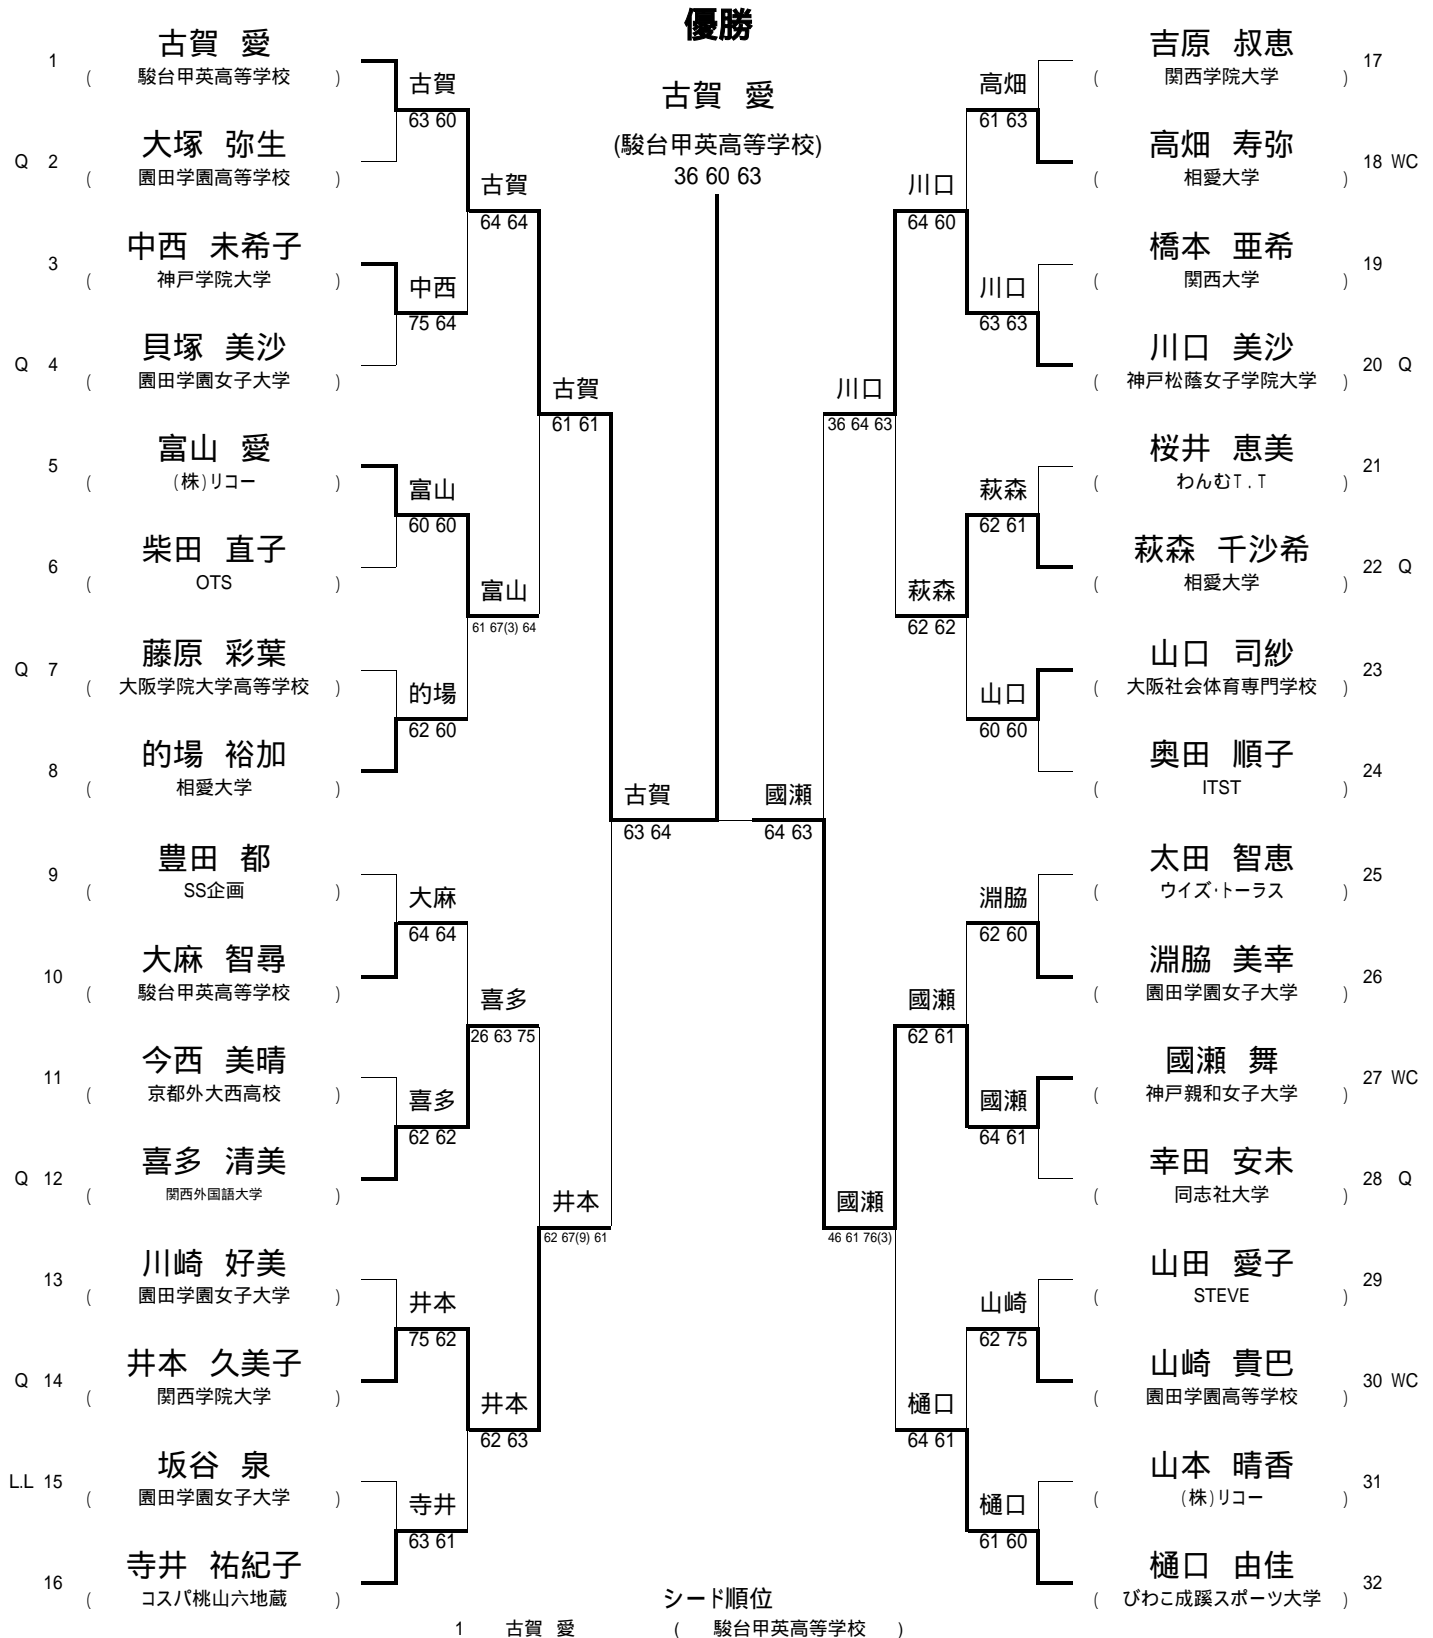 優勝
古賀 愛
(駿台甲英高等学校)
36 60 63
1 古賀 愛
( 駿台甲英高等学校 )
Q 2 大塚 弥生
( 園田学園高等学校 )
3 中西 未希子
( 神戸学院大学 )
Q 4 貝塚 美沙
( 園田学園女子大学 )
5 富山 愛
( (株)リコー )
6 柴田 直子
( OTS )
Q 7 藤原 彩葉
( 大阪学院大学高等学校 )
8 的場 裕加
( 相愛大学 )
9 豊田 都
( SS企画 )
10 大麻 智尋
( 駿台甲英高等学校 )
11 今西 美晴
( 京都外大西高校 )
Q 12 喜多 清美
( 関西外国語大学 )
13 川崎 好美
( 園田学園女子大学 )
Q 14 井本 久美子
( 関西学院大学 )
L.L 15 坂谷 泉
( 園田学園女子大学 )
16 寺井 祐紀子
( コスパ桃山六地蔵 )
古賀
63 60
中西
75 64
富山
60 60
的場
62 60
大麻
64 64
喜多
62 62
井本
75 62
寺井
63 61
古賀
64 64
富山
61 67(3) 64
喜多
26 63 75
井本
62 63
古賀
61 61
井本
62 67(9) 61
古賀
63 64
國瀬
64 63
川口
36 64 63
國瀬
46 61 76(3)
川口
64 60
萩森
62 62
國瀬
62 61
樋口
64 61
高畑
61 63
川口
63 63
萩森
62 61
山口
60 60
淵脇
62 60
國瀬
64 61
山崎
62 75
樋口
61 60
吉原 叔恵 17
( 関西学院大学 )
高畑 寿弥 18 WC
( 相愛大学 )
橋本 亜希 19
( 関西大学 )
川口 美沙 20 Q
( 神戸松蔭女子学院大学 )
桜井 恵美 21
( わんむT.T )
萩森 千沙希 22 Q
( 相愛大学 )
山口 司紗 23
( 大阪社会体育専門学校 )
奥田 順子 24
( ITST )
太田 智恵 25
( ウイズ・トーラス )
淵脇 美幸 26
( 園田学園女子大学 )
國瀬 舞 27 WC
( 神戸親和女子大学 )
幸田 安未 28 Q
( 同志社大学 )
山田 愛子 29
( STEVE )
山崎 貴巴 30 WC
( 園田学園高等学校 )
山本 晴香 31
( (株)リコー )
樋口 由佳 32
( びわこ成蹊スポーツ大学 )
シード順位
1 古賀 愛 ( 駿台甲英高等学校 )